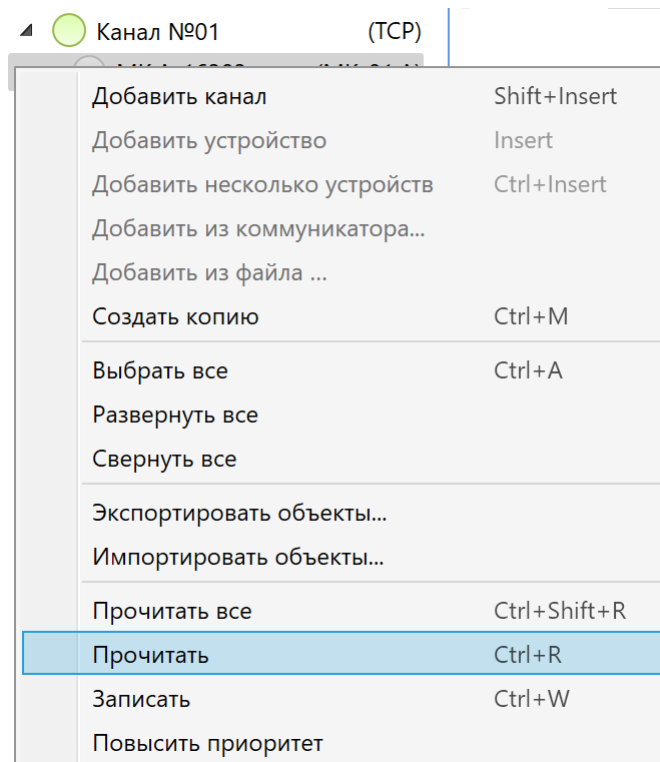 Канал №01 (TCP)
Добавить канал Shift+Insert
Добавить устройство Insert
Добавить несколько устройств Ctrl+Insert
Добавить из коммуникатора...
Добавить из файла ...
Создать копию Ctrl+M
Выбрать все Ctrl+A
Развернуть все
Свернуть все
Экспортировать объекты...
Импортировать объекты...
Прочитать все Ctrl+Shift+R
Прочитать Ctrl+R
Записать Ctrl+W
Повысить приоритет